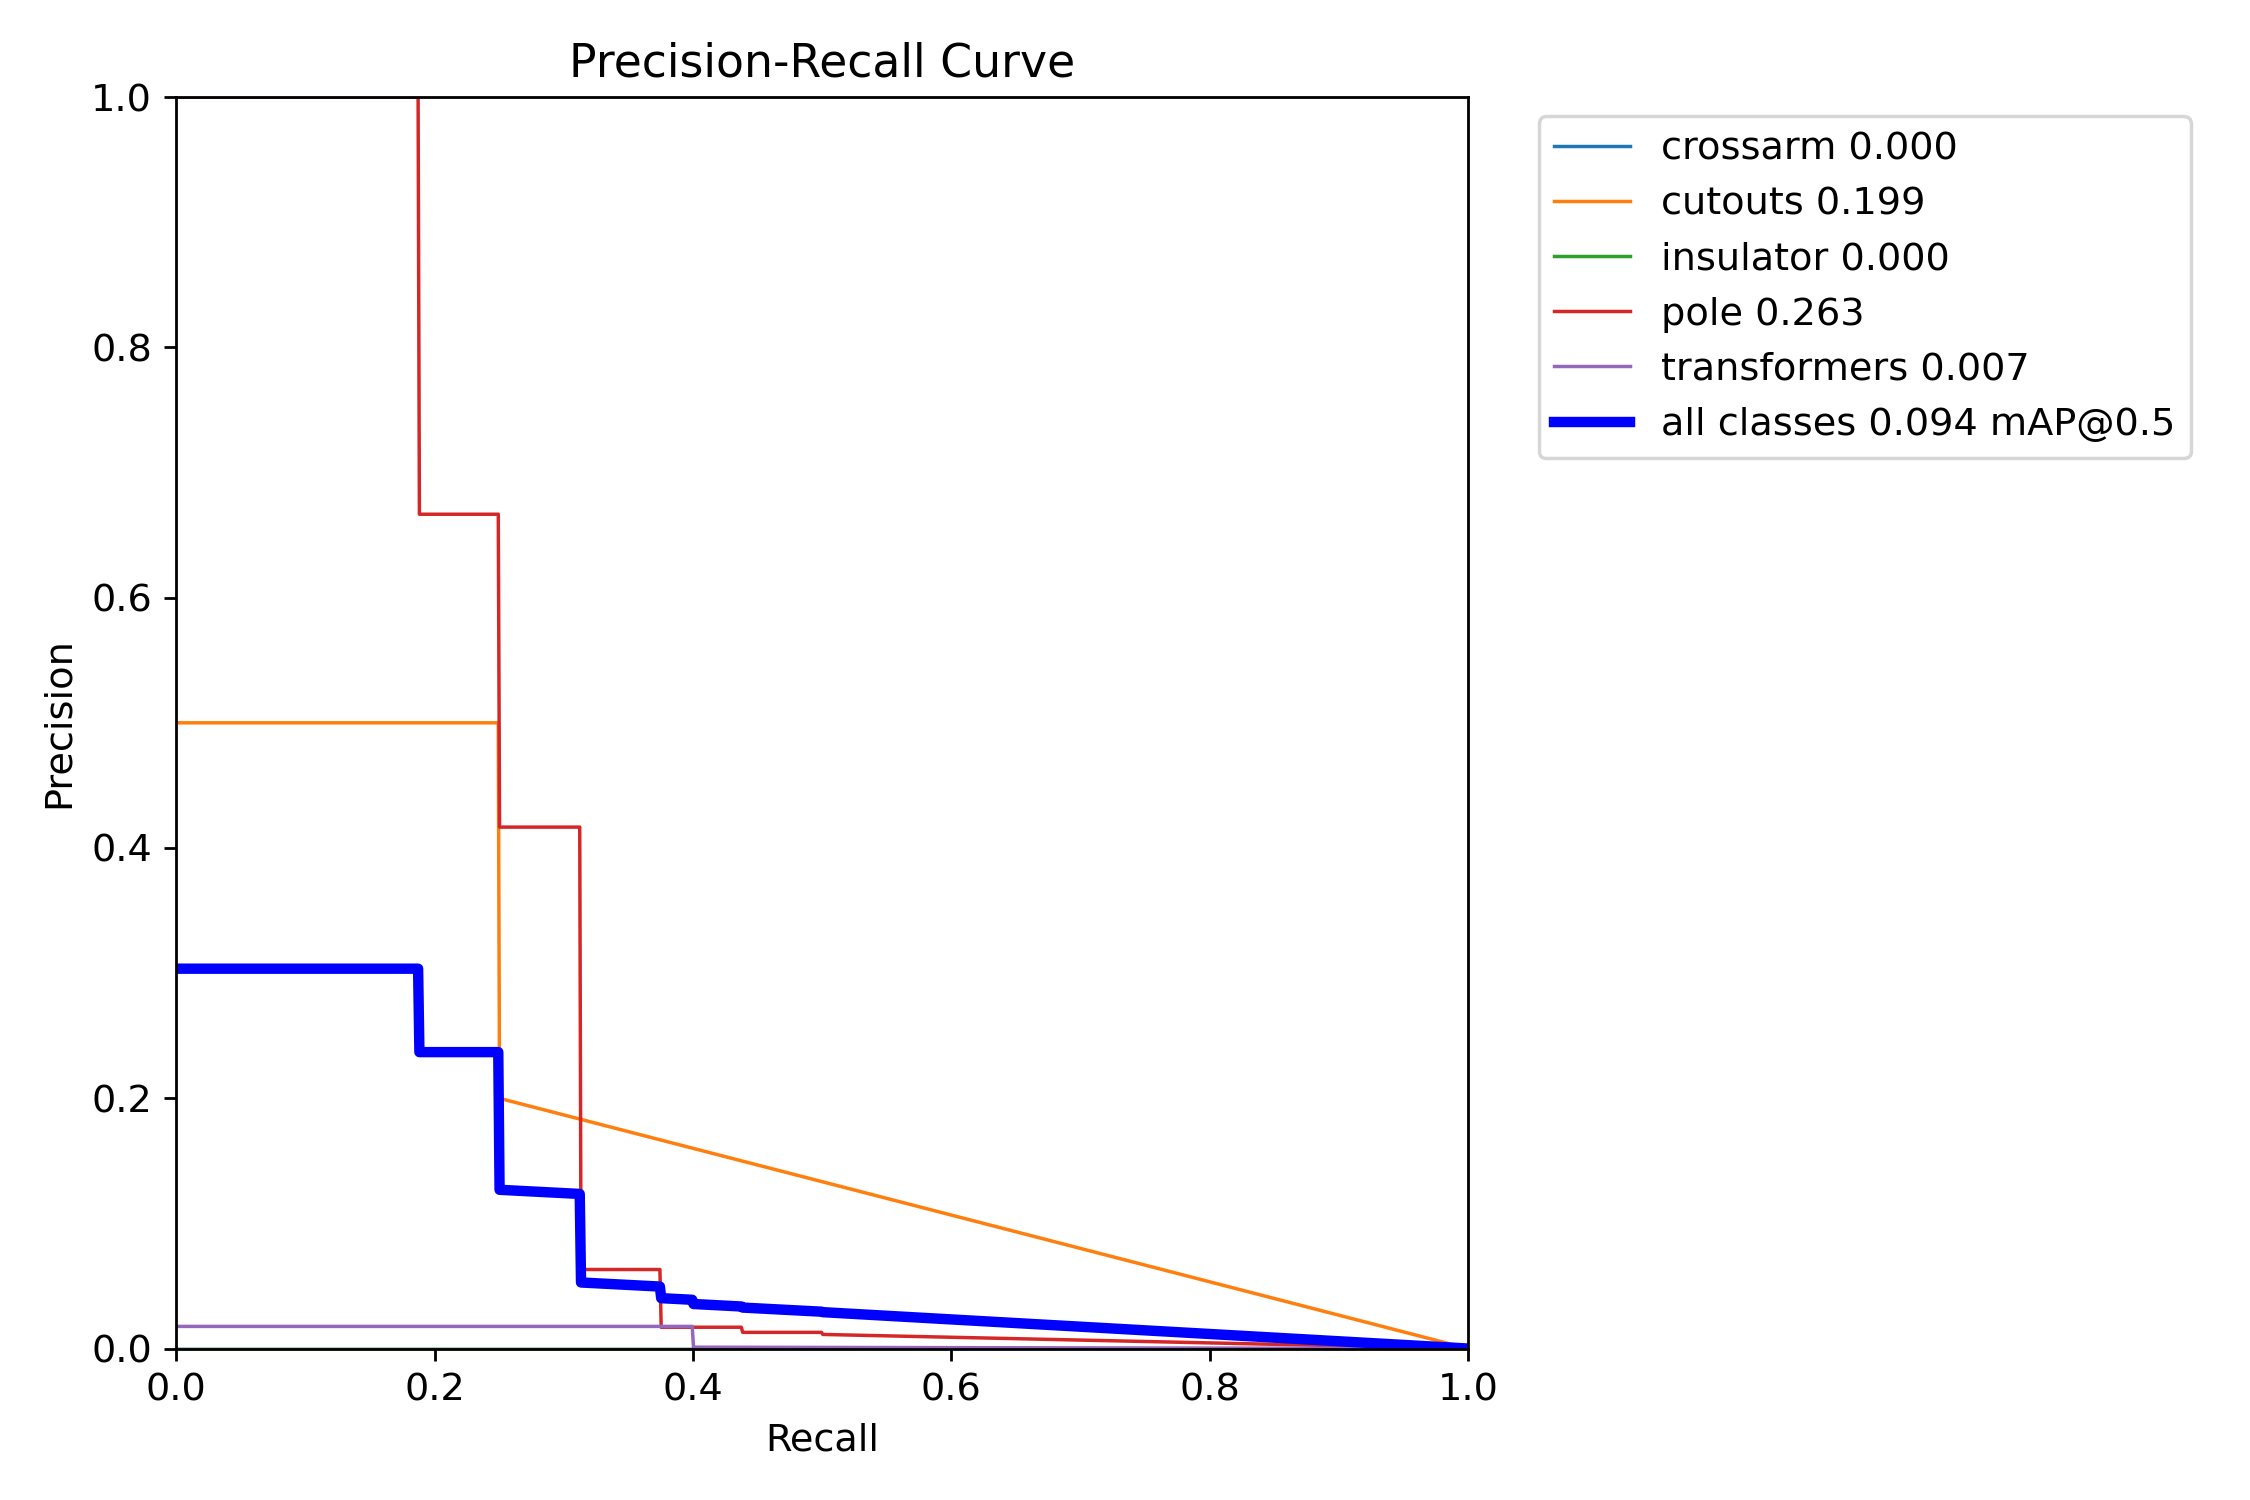 Precision-Recall Curve
1.0
0.8
0.6
0.4
0.2
0.0
Precision
0.0 0.2 0.4 0.6 0.8 1.0
Recall
crossarm 0.000
cutouts 0.199
insulator 0.000
pole 0.263
transformers 0.007
all classes 0.094 mAP@0.5